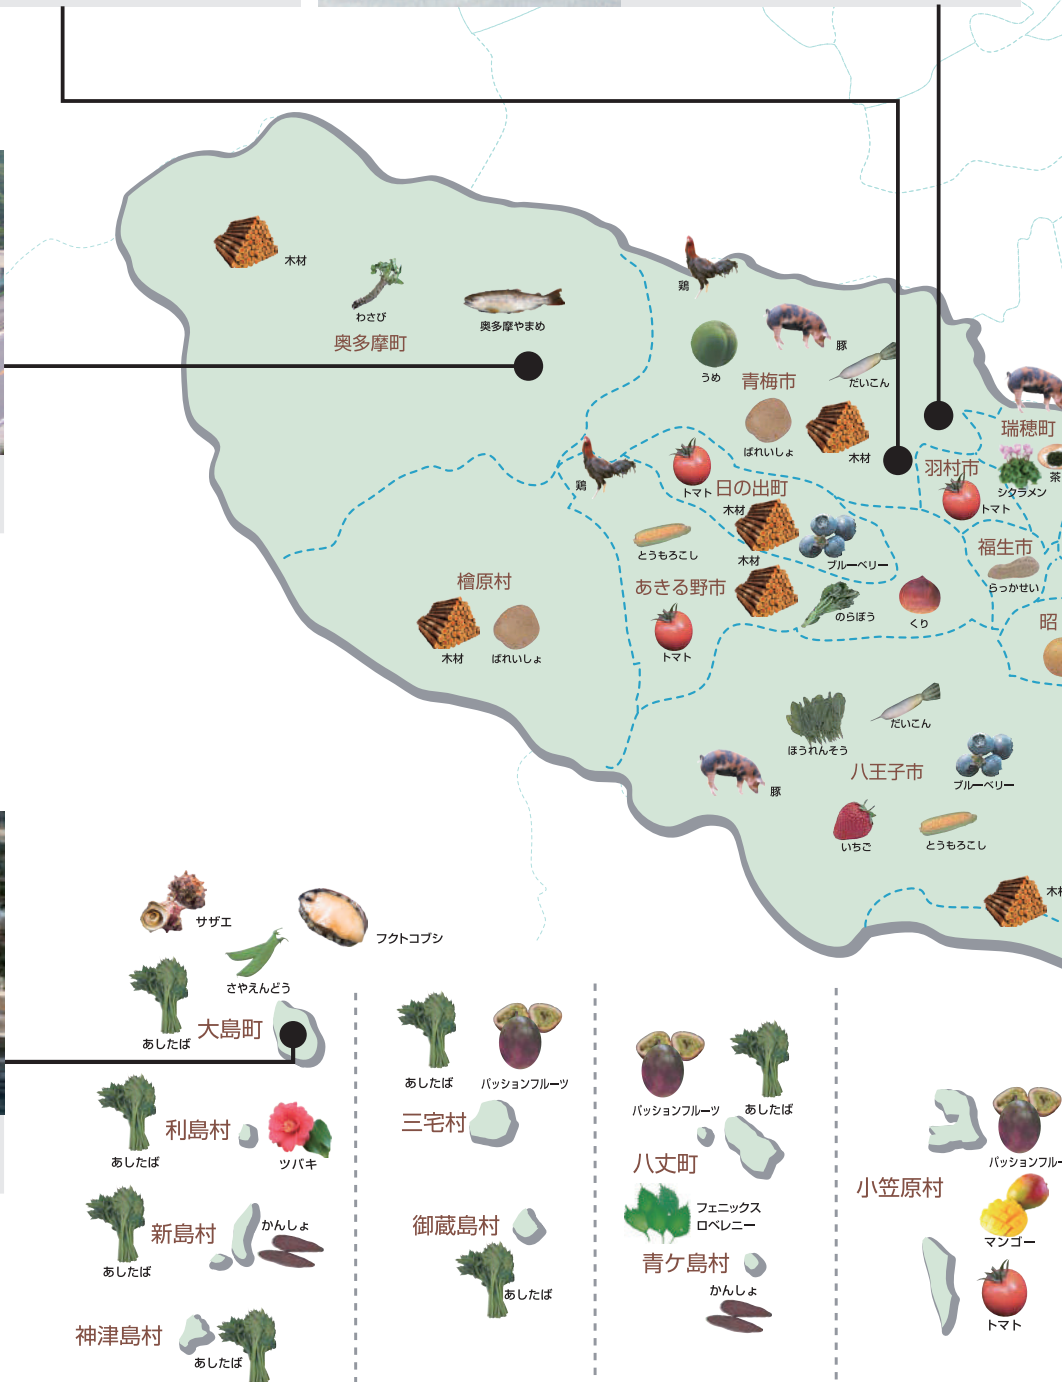 木材
わさび
奥多摩やまめ
奥多摩町
鶏
豚
うめ
青梅市
だいこん
ばれいしょ
木材
瑞穂町
シクラメン
茶
羽村市
トマト
鶏
トマト
日の出町
木材
木材
ブルーベリー
とうもろこし
あきる野市
のらぼう
くり
トマト
福生市
らっかせい
昭
檜原村
木材
ばれいしょ
ほうれんそう
だいこん
八王子市
ブルーベリー
豚
いちご
とうもろこし
木材
サザエ
フクトコブシ
さやえんどう
あしたば
大島町
あしたば
利島村
ツバキ
あしたば
新島村
かんしょ
神津島村
あしたば
あしたば
パッションフルーツ
三宅村
御蔵島村
あしたば
パッションフルーツ
あしたば
八丈町
フェニックス
ロベレニー
青ケ島村
かんしょ
パッションフルー
小笠原村
マンゴー
トマト